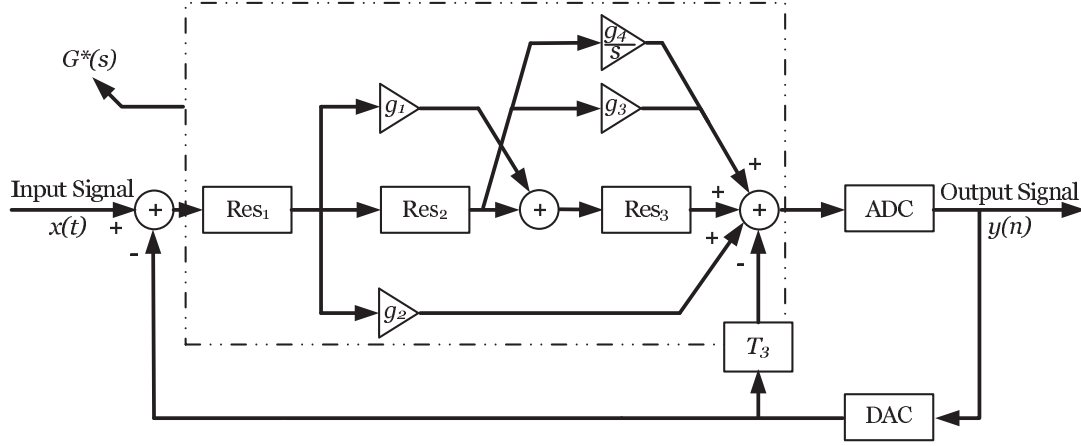 g₄
s
G*(s)
g₁
g₃
Input Signal
x(t)
+
-
+
Res₁
Res₂
+
Res₃
+
+
+
-
+
ADC
Output Signal
y(n)
g₂
T₃
DAC